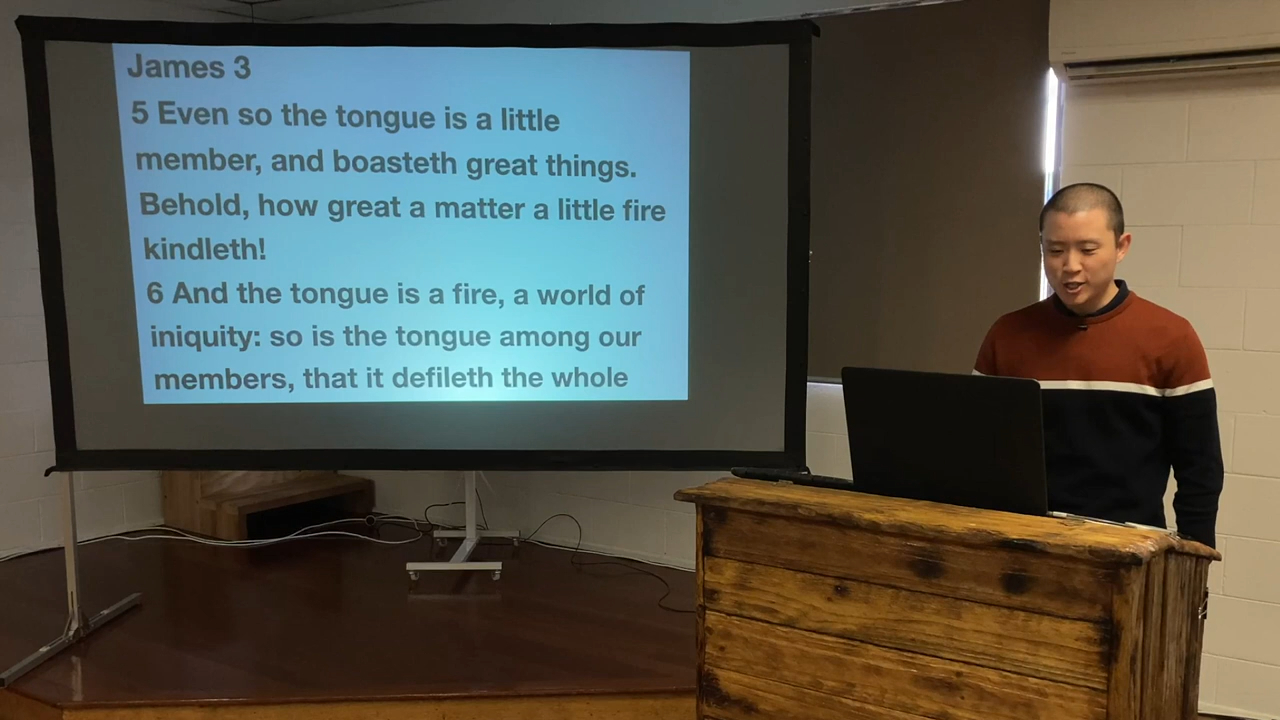 James 3
5 Even so the tongue is a little
member, and boasteth great things.
Behold, how great a matter a little fire
kindleth!
6 And the tongue is a fire, a world of
iniquity: so is the tongue among our
members, that it defileth the whole